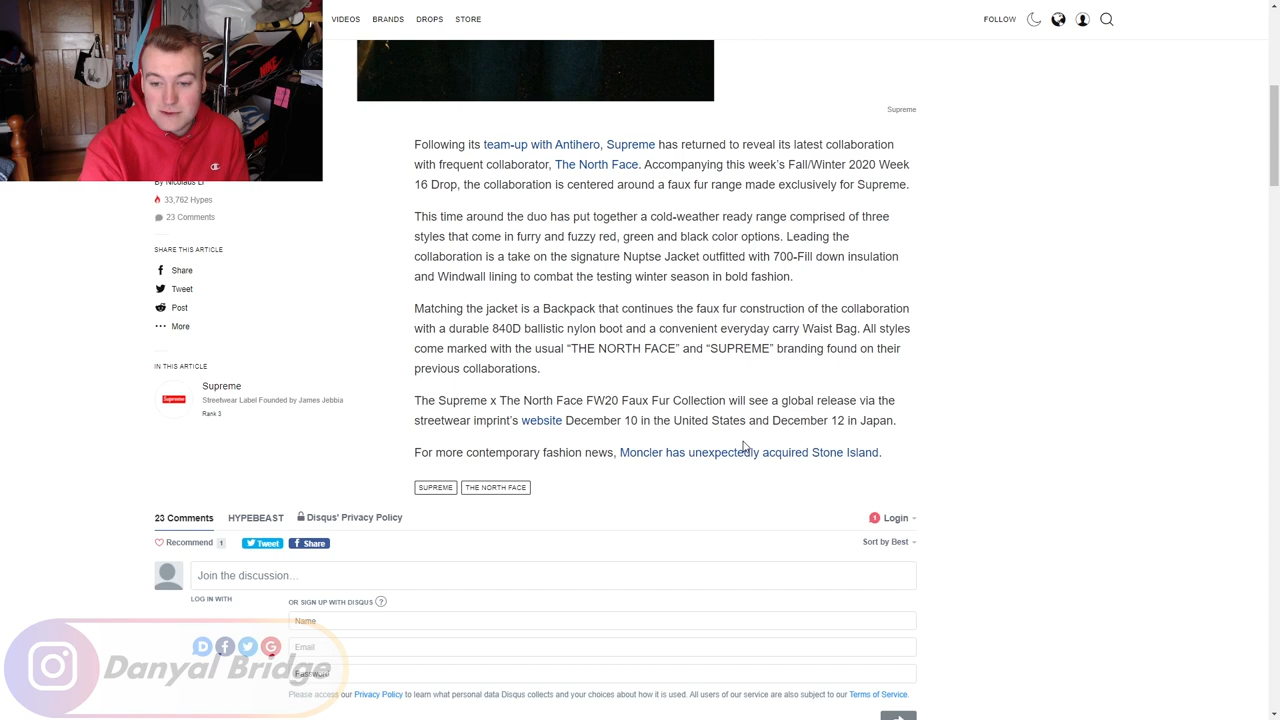 VIDEOS BRANDS DROPS STORE
FOLLOW
Supreme
Following its team-up with Antihero, Supreme has returned to reveal its latest collaboration
with frequent collaborator, The North Face. Accompanying this week's Fall/Winter 2020 Week
16 Drop, the collaboration is centered around a faux fur range made exclusively for Supreme.
This time around the duo has put together a cold-weather ready range comprised of three
styles that come in furry and fuzzy red, green and black color options. Leading the
collaboration is a take on the signature Nuptse Jacket outfitted with 700-Fill down insulation
and Windwall lining to combat the testing winter season in bold fashion.
Matching the jacket is a Backpack that continues the faux fur construction of the collaboration
with a durable 840D ballistic nylon boot and a convenient everyday carry Waist Bag. All styles
come marked with the usual “THE NORTH FACE” and “SUPREME” branding found on their
previous collaborations.
The Supreme x The North Face FW20 Faux Fur Collection will see a global release via the
streetwear imprint's website December 10 in the United States and December 12 in Japan.
For more contemporary fashion news, Moncler has unexpectedly acquired Stone Island.
SUPREME THE NORTH FACE
By Nicolaus Li
33,762 Hypes
23 Comments
SHARE THIS ARTICLE
Share
Tweet
Post
More
IN THIS ARTICLE
Supreme
Supreme
Streetwear Label Founded by James Jebbia
Rank 3
23 Comments HYPEBEAST Disqus' Privacy Policy 1 Login
Recommend 1 Tweet Share Sort by Best
Join the discussion…
LOG IN WITH
OR SIGN UP WITH DISQUS ?
Name
Email
Password
Please access our Privacy Policy to learn what personal data Disqus collects and your choices about how it is used. All users of our service are also subject to our Terms of Service.
Danyal Bridge